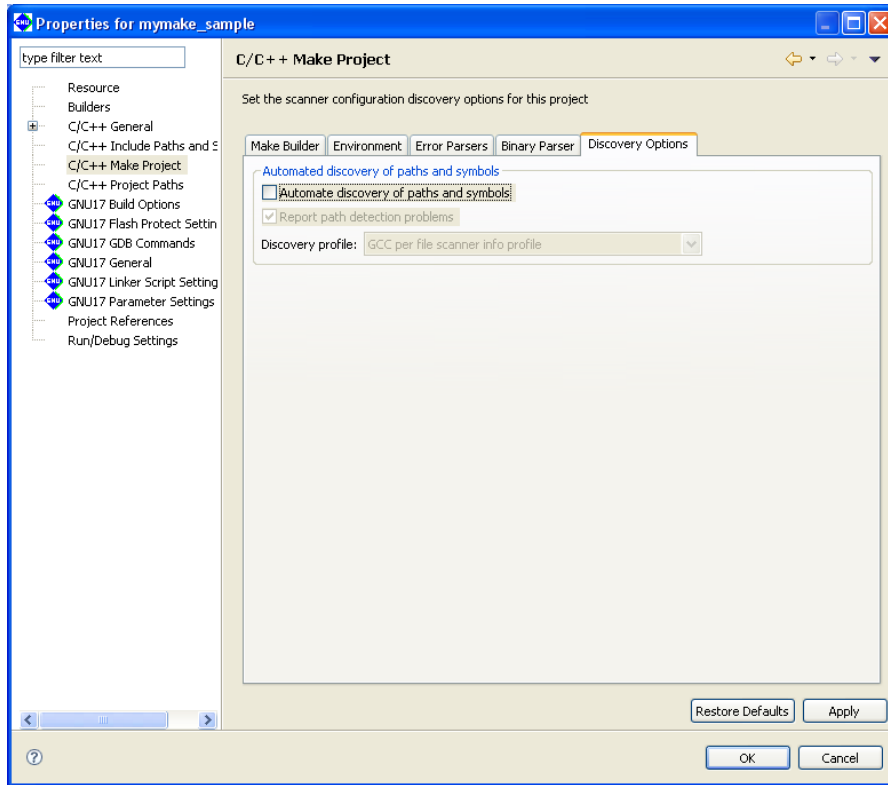 Properties for mymake_sample
type filter text
C/C++ Make Project
Resource
Builders
C/C++ General
C/C++ Include Paths and S
C/C++ Make Project
C/C++ Project Paths
GNU17 Build Options
GNU17 Flash Protect Settin
GNU17 GDB Commands
GNU17 General
GNU17 Linker Script Setting
GNU17 Parameter Settings
Project References
Run/Debug Settings
Set the scanner configuration discovery options for this project
Make Builder Environment Error Parsers Binary Parser Discovery Options
Automated discovery of paths and symbols
Automate discovery of paths and symbols
Report path detection problems
Discovery profile: GCC per file scanner info profile
Restore Defaults Apply
OK Cancel